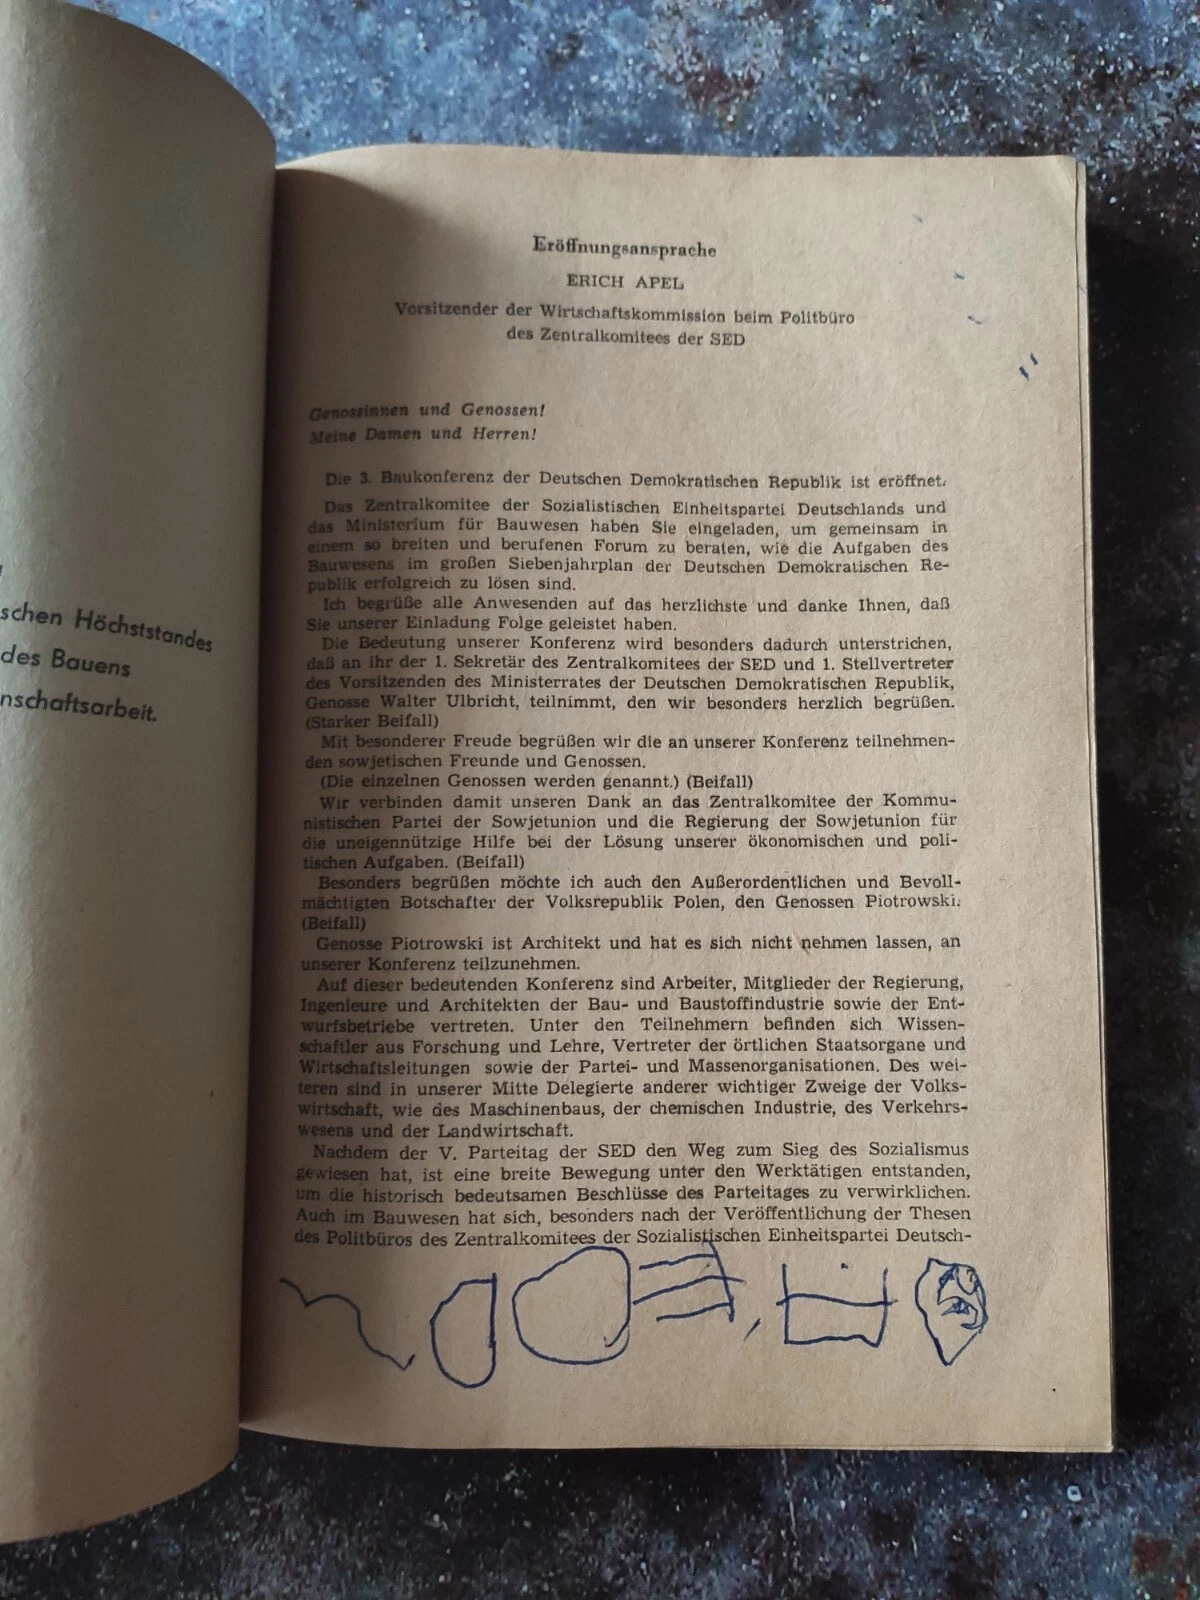 schen Höchststandes
des Bauens
nschaftsarbeit.
Eröffnungsansprache
ERICH APEL
Vorsitzender der Wirtschaftskommission beim Politbüro
des Zentralkomitees der SED
Genossinnen und Genossen!
Meine Damen und Herren!
Die 3. Baukonferenz der Deutschen Demokratischen Republik ist eröffnet.
Das Zentralkomitee der Sozialistischen Einheitspartei Deutschlands und
das Ministerium für Bauwesen haben Sie eingeladen, um gemeinsam in
einem so breiten und berufenen Forum zu beraten, wie die Aufgaben des
Bauwesens im großen Siebenjahrplan der Deutschen Demokratischen Re-
publik erfolgreich zu lösen sind.
Ich begrüße alle Anwesenden auf das herzlichste und danke Ihnen, daß
Sie unserer Einladung Folge geleistet haben.
Die Bedeutung unserer Konferenz wird besonders dadurch unterstrichen,
daß an ihr der 1. Sekretär des Zentralkomitees der SED und 1. Stellvertreter
des Vorsitzenden des Ministerrates der Deutschen Demokratischen Republik,
Genosse Walter Ulbricht, teilnimmt, den wir besonders herzlich begrüßen.
(Starker Beifall)
Mit besonderer Freude begrüßen wir die an unserer Konferenz teilnehmen-
den sowjetischen Freunde und Genossen.
(Die einzelnen Genossen werden genannt.) (Beifall)
Wir verbinden damit unseren Dank an das Zentralkomitee der Kommu-
nistischen Partei der Sowjetunion und die Regierung der Sowjetunion für
die uneigennützige Hilfe bei der Lösung unserer ökonomischen und poli-
tischen Aufgaben. (Beifall)
Besonders begrüßen möchte ich auch den Außerordentlichen und Bevoll-
mächtigten Botschafter der Volksrepublik Polen, den Genossen Piotrowski.
(Beifall)
Genosse Piotrowski ist Architekt und hat es sich nicht nehmen lassen, an
unserer Konferenz teilzunehmen.
Auf dieser bedeutenden Konferenz sind Arbeiter, Mitglieder der Regierung,
Ingenieure und Architekten der Bau- und Baustoffindustrie sowie der Ent-
wurfsbetriebe vertreten. Unter den Teilnehmern befinden sich Wissen-
schaftler aus Forschung und Lehre, Vertreter der örtlichen Staatsorgane und
Wirtschaftsleitungen sowie der Partei- und Massenorganisationen. Des wei-
teren sind in unserer Mitte Delegierte anderer wichtiger Zweige der Volks-
wirtschaft, wie des Maschinenbaus, der chemischen Industrie, des Verkehrs-
wesens und der Landwirtschaft.
Nachdem der V. Parteitag der SED den Weg zum Sieg des Sozialismus
gewiesen hat, ist eine breite Bewegung unter den Werktätigen entstanden,
um die historisch bedeutsamen Beschlüsse des Parteitages zu verwirklichen.
Auch im Bauwesen hat sich, besonders nach der Veröffentlichung der Thesen
des Politbüros des Zentralkomitees der Sozialistischen Einheitspartei Deutsch-